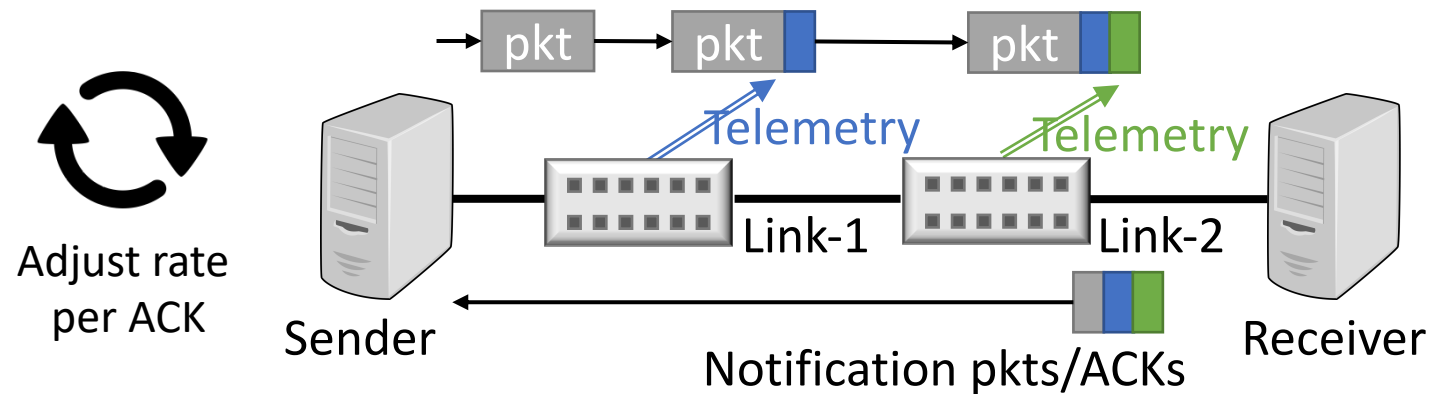 pkt
pkt
pkt
Telemetry
Telemetry
Link-1
Link-2
Adjust rate
per ACK
Sender
Receiver
Notification pkts/ACKs